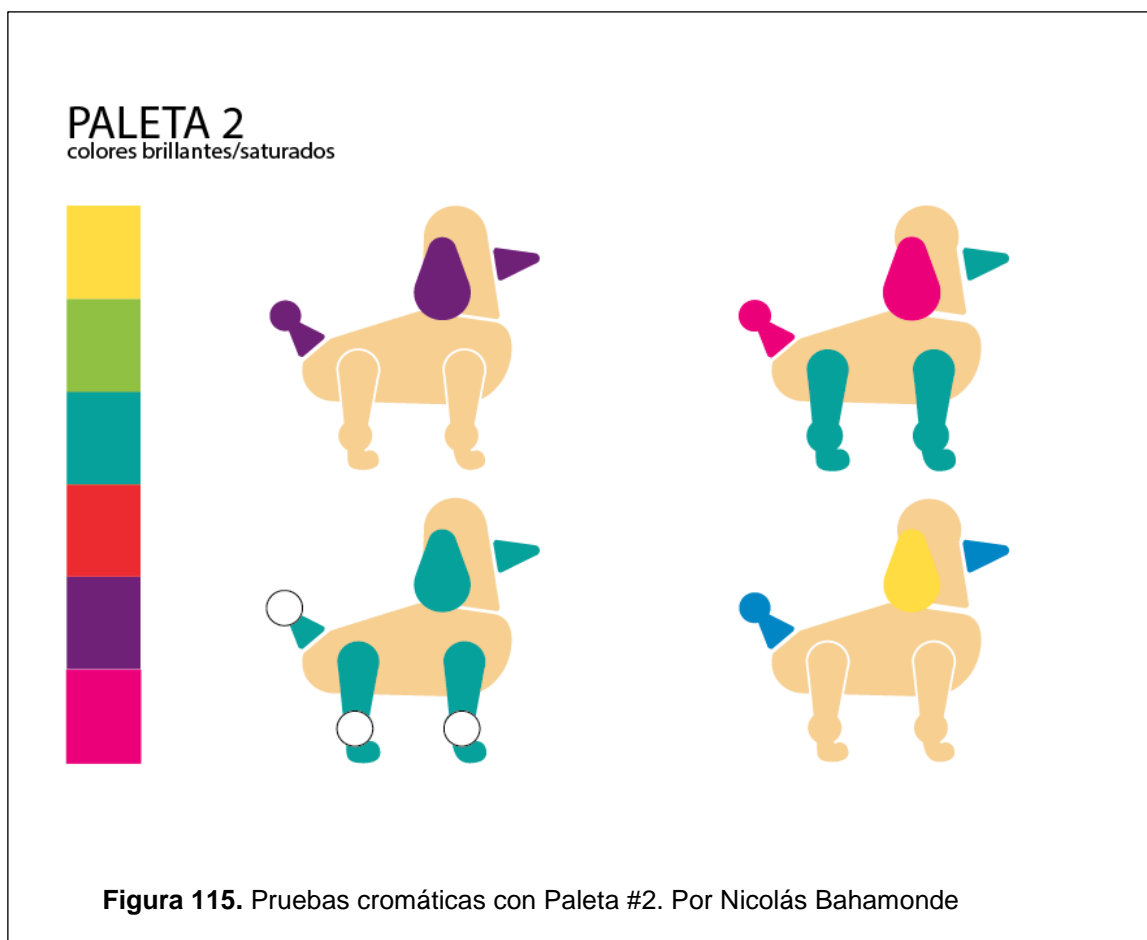 PALETA 2
colores brillantes/saturados
Figura 115. Pruebas cromáticas con Paleta #2. Por Nicolás Bahamonde